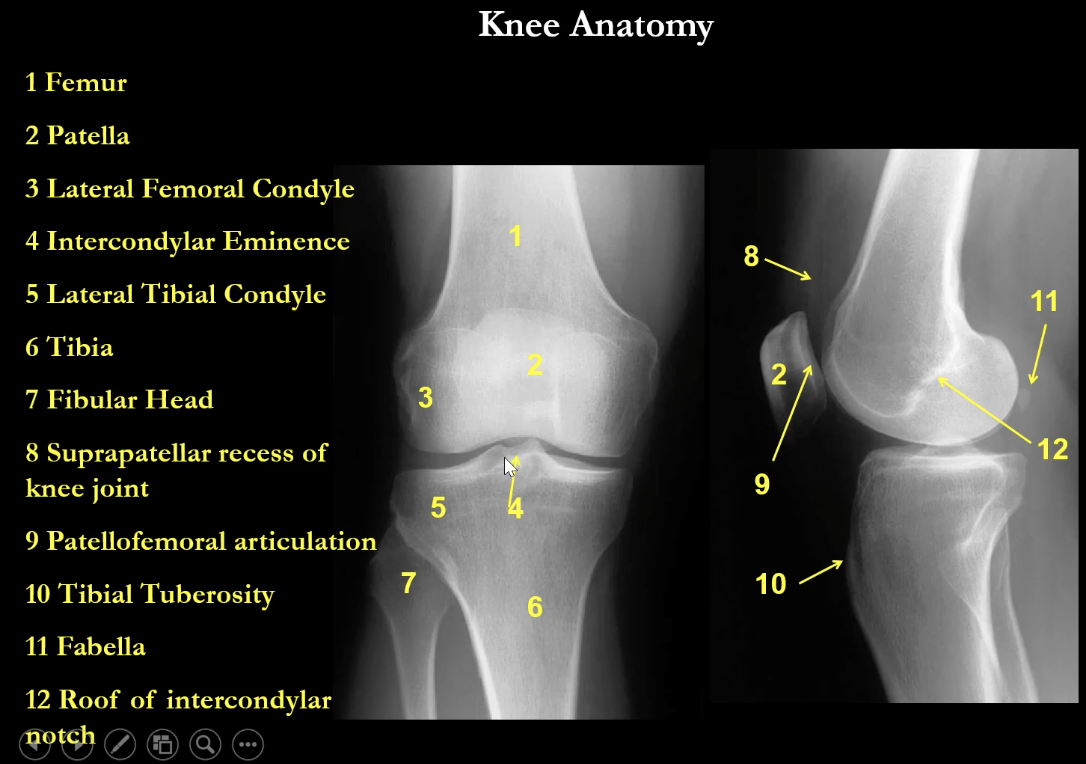 Knee Anatomy
1 Femur
2 Patella
3 Lateral Femoral Condyle
4 Intercondylar Eminence
5 Lateral Tibial Condyle
6 Tibia
7 Fibular Head
8 Suprapatellar recess of
knee joint
9 Patellofemoral articulation
10 Tibial Tuberosity
11 Fabella
12 Roof of intercondylar
notch
1
2
3
4
5
6
7
8
11
2
12
9
10